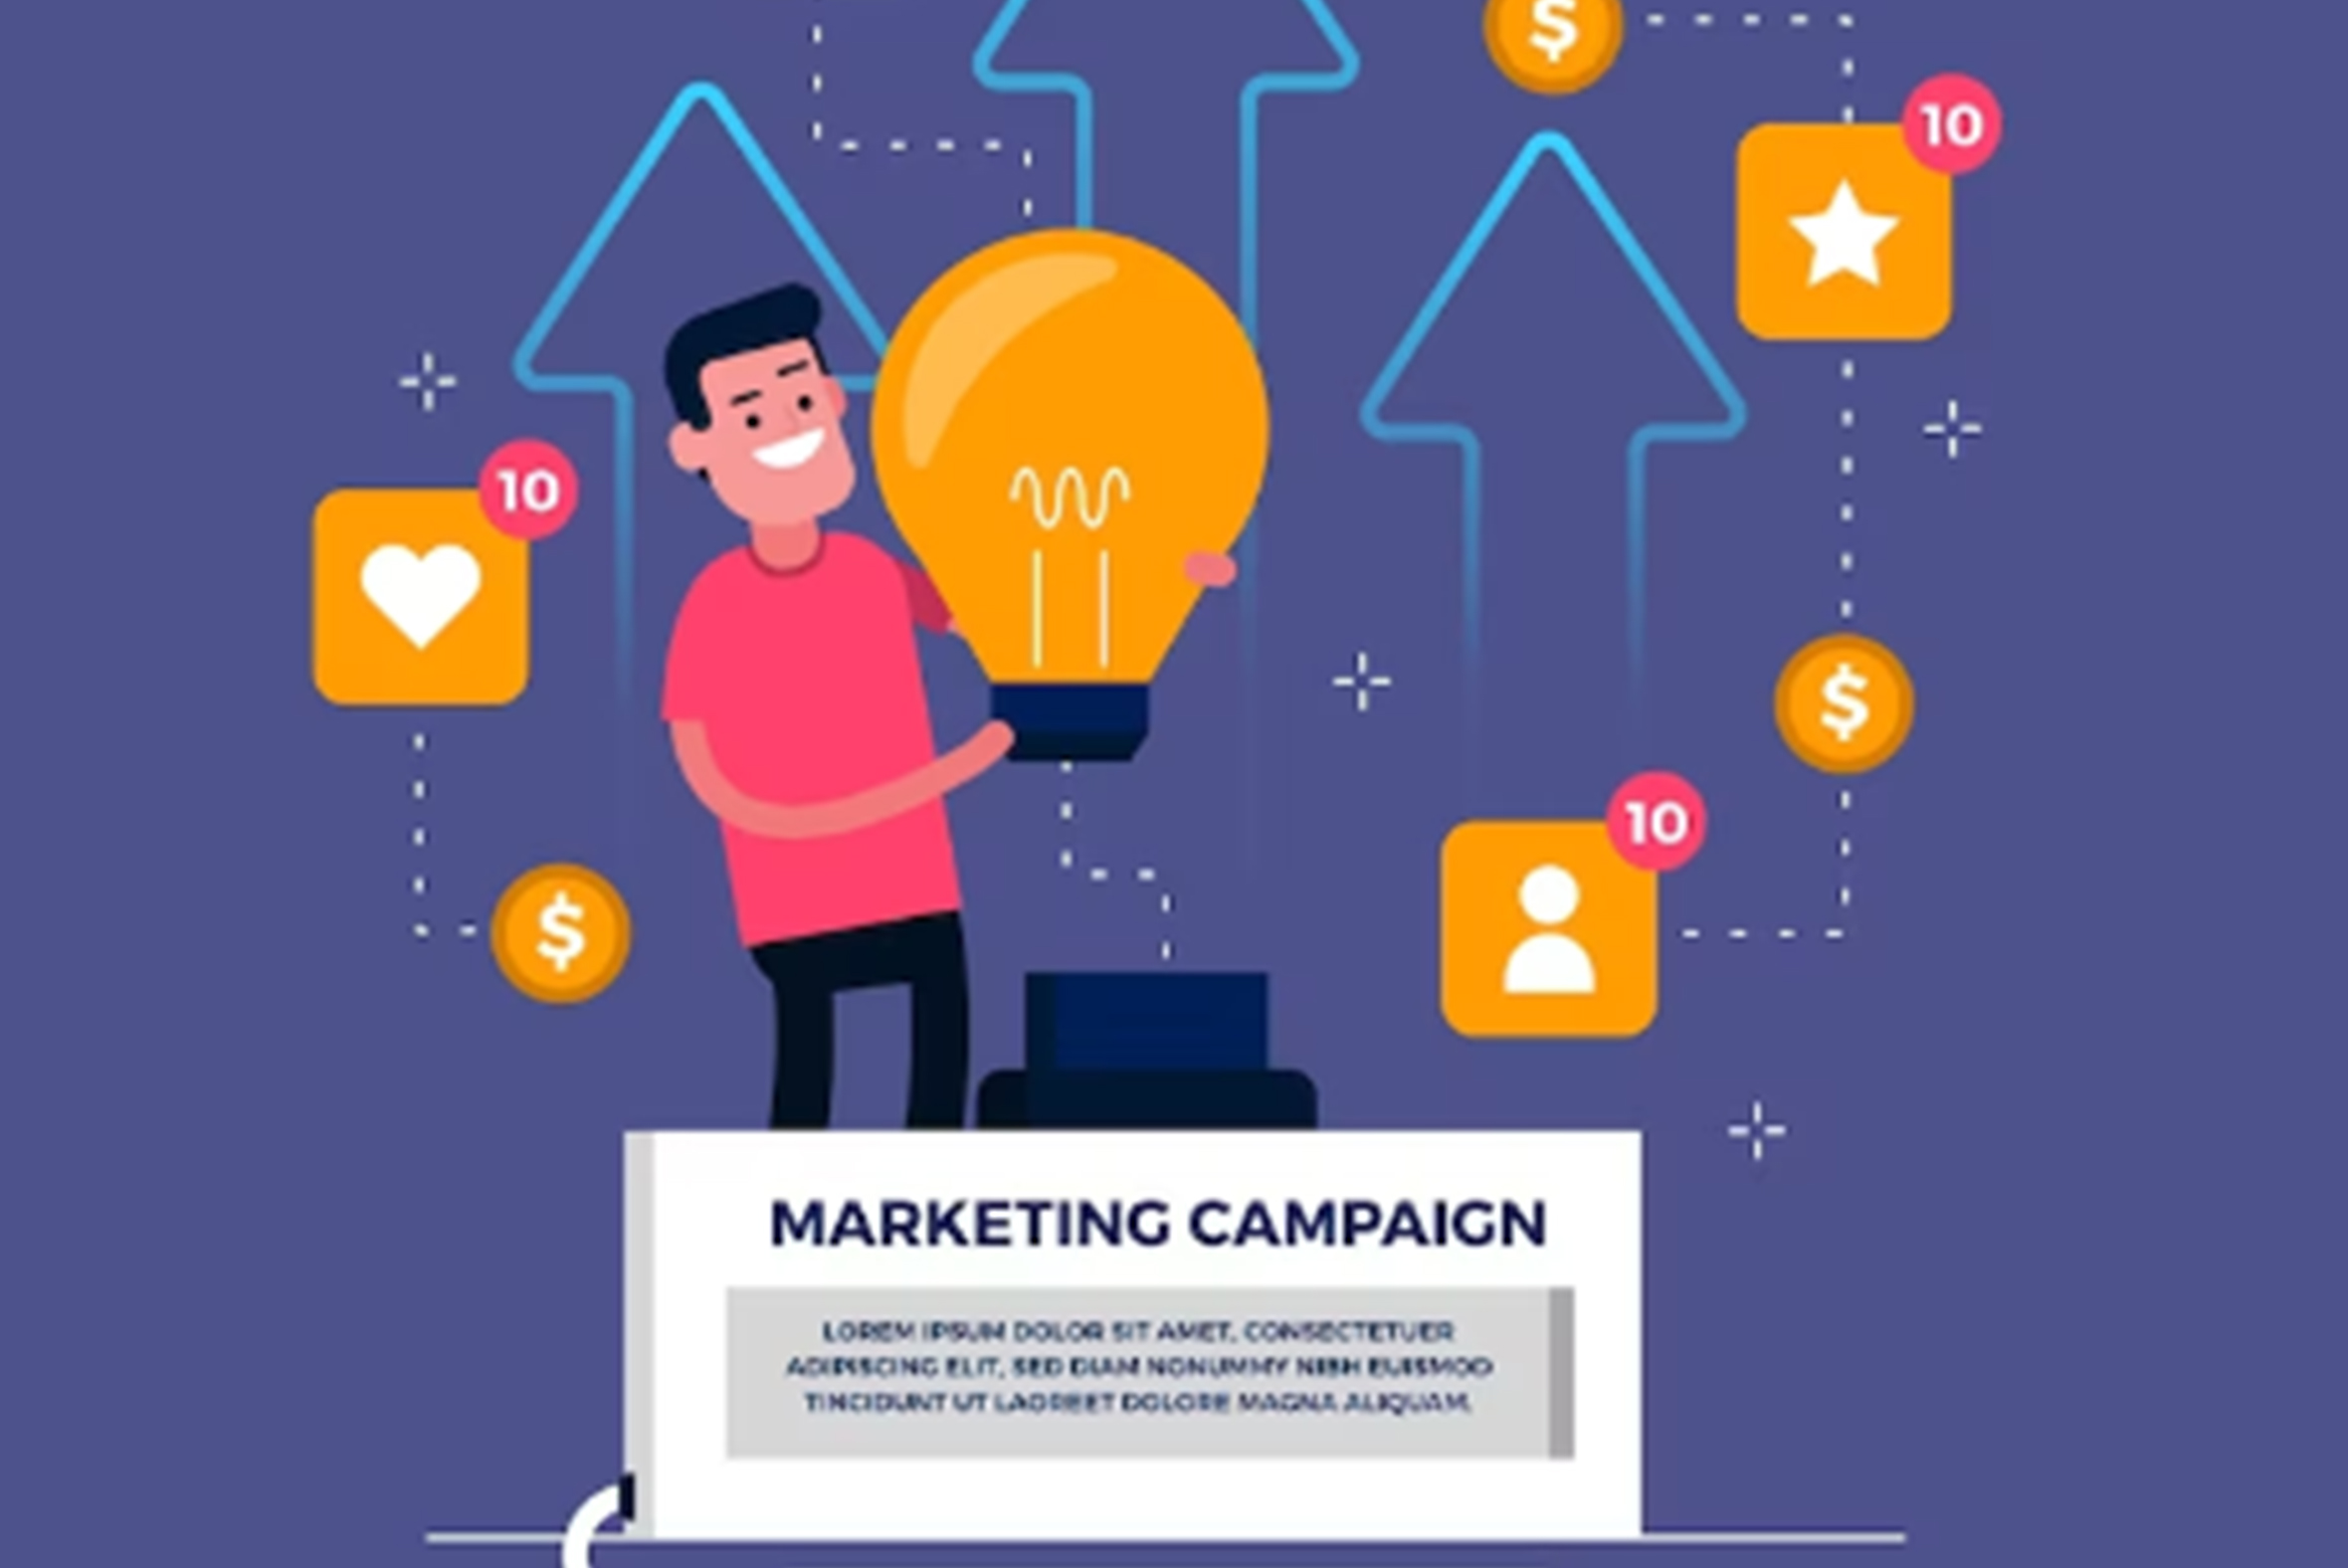 $
10
10
$
10
$
MARKETING CAMPAIGN
LOREM IPSUM DOLOR SIT AMET, CONSECTETUER
ADIPISCING ELIT, SED DIAM NONUMMY NIBH EUISMOD
TINCIDUNT UT LAOREET DOLORE MAGNA ALIQUAM.